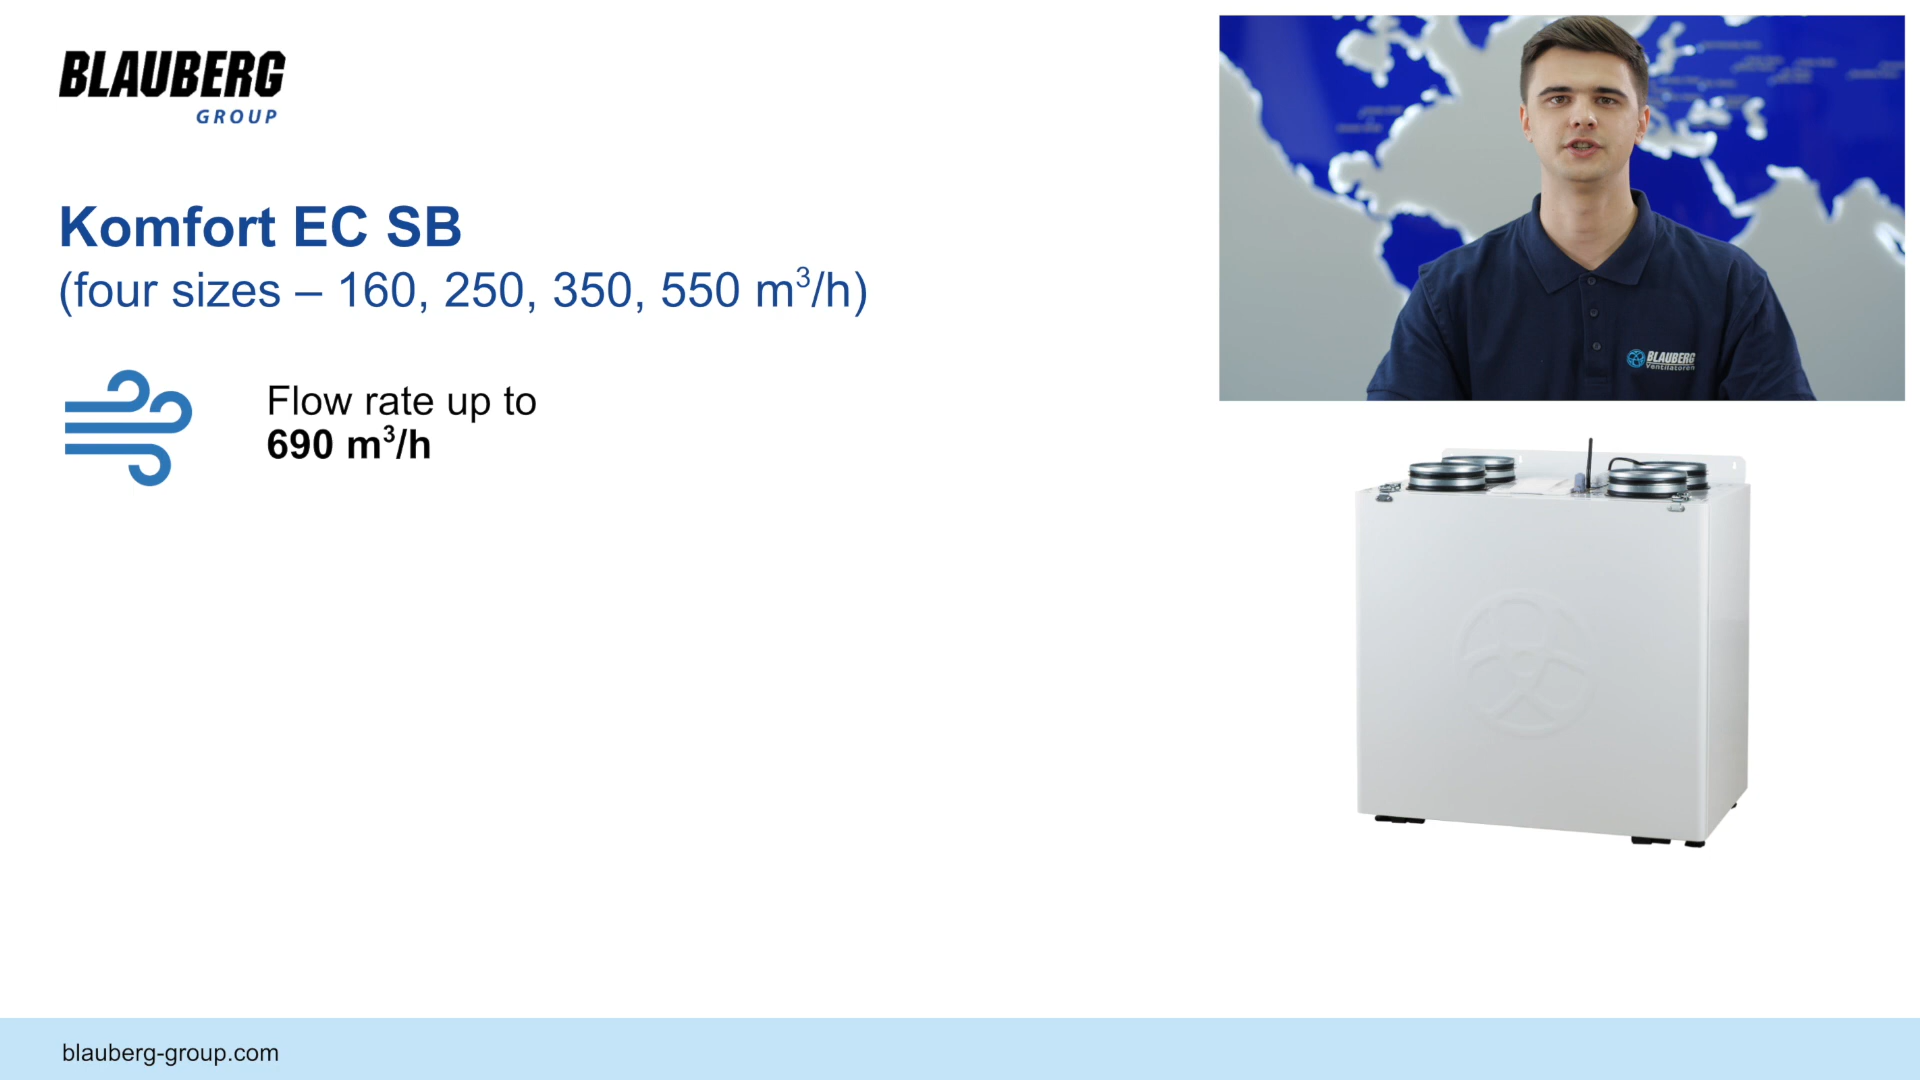 BLAUBERG
GROUP
Komfort EC SB
(four sizes – 160, 250, 350, 550 m³/h)
Flow rate up to
690 m³/h
BLAUBERG
Ventilatoren
blauberg-group.com